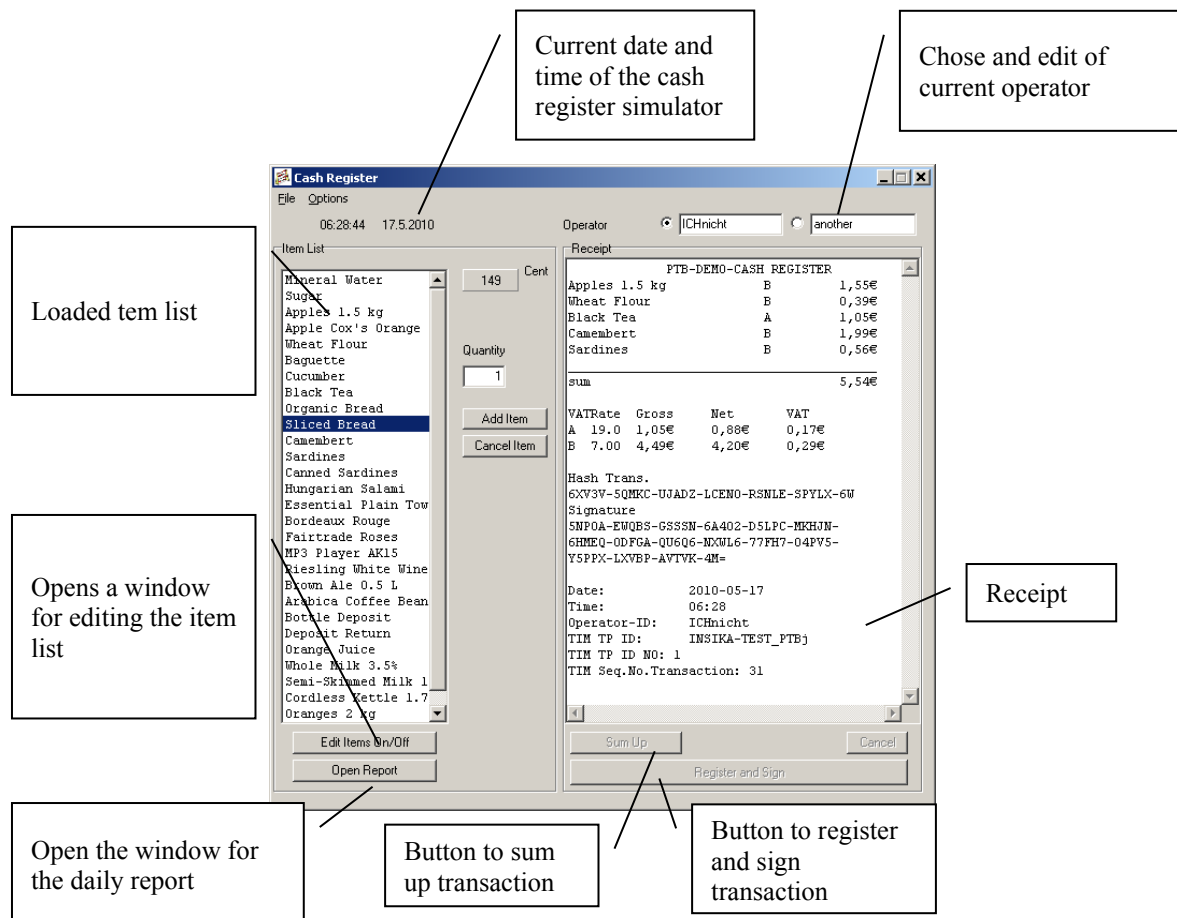 Current date and
time of the cash
register simulator
Chose and edit of
current operator
Cash Register
File Options
06:28:44 17.5.2010
Operator
ICHnicht
another
Loaded tem list
Item List
Mineral Water
Sugar
Apples 1.5 kg
Apple Cox's Orange
Wheat Flour
Baguette
Cucumber
Black Tea
Organic Bread
Sliced Bread
Camembert
Sardines
Canned Sardines
Hungarian Salami
Essential Plain Tow
Bordeaux Rouge
Fairtrade Roses
MP3 Player AK15
Riesling White Wine
Brown Ale 0.5 L
Arabica Coffee Bean
Bottle Deposit
Deposit Return
Orange Juice
Whole Milk 3.5%
Semi-Skimmed Milk 1
Cordless Kettle 1.7
Oranges 2 kg
149 Cent
Quantity
1
Add Item
Cancel Item
Receipt
PTB-DEMO-CASH REGISTER
Apples 1.5 kg B 1,55€
Wheat Flour B 0,39€
Black Tea A 1,05€
Camembert B 1,99€
Sardines B 0,56€
sum 5,54€
VATRate Gross Net VAT
A 19.0 1,05€ 0,88€ 0,17€
B 7.00 4,49€ 4,20€ 0,29€
Hash Trans.
6XV3V-5QMKC-UJADZ-LCEN0-RSNLE-SPYLX-6W
Signature
5NPOA-EWQBS-GSSSN-6A402-D5LPC-MKHJN-
6HMEQ-ODFGA-QU6Q6-NXWL6-77FH7-04PV5-
Y5PPX-LXVBP-AVTVK-4M=
Date: 2010-05-17
Time: 06:28
Operator-ID: ICHnicht
TIM TP ID: INSIKA-TEST_PTBj
TIM TP ID NO: 1
TIM Seq.No.Transaction: 31
Opens a window
for editing the item
list
Receipt
Edit Items On/Off
Open Report
Sum Up
Cancel
Register and Sign
Open the window for
the daily report
Button to sum
up transaction
Button to register
and sign
transaction